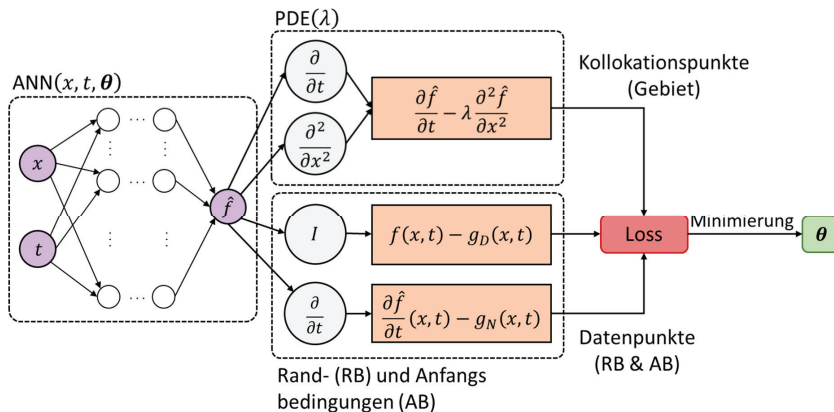 PDE(λ)
ANN(x, t, θ)
x
t
f̂
∂/∂t
∂²/∂x²
∂f̂/∂t − λ ∂²f̂/∂x²
Kollokationspunkte
(Gebiet)
I
f(x, t) − g_D(x, t)
∂/∂t
∂f̂/∂t (x, t) − g_N(x, t)
Loss
Minimierung
θ
Datenpunkte
(RB & AB)
Rand- (RB) und Anfangs
bedingungen (AB)